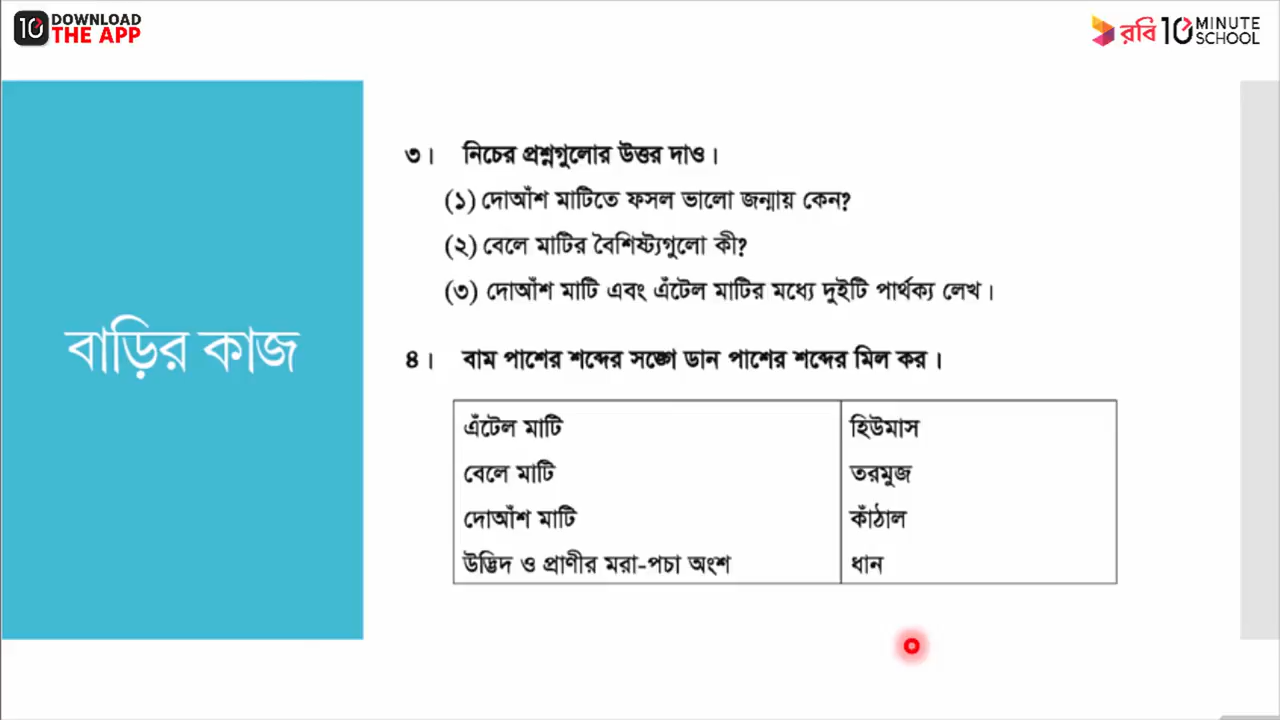 DOWNLOAD
THE APP
রবি 10 MINUTE SCHOOL
বাড়ির কাজ
৩। নিচের প্রশ্নগুলোর উত্তর দাও।
(১) দোআঁশ মাটিতে ফসল ভালো জন্মায় কেন?
(২) বেলে মাটির বৈশিষ্ট্যগুলো কী?
(৩) দোআঁশ মাটি এবং এঁটেল মাটির মধ্যে দুইটি পার্থক্য লেখ।
৪। বাম পাশের শব্দের সঙ্গে ডান পাশের শব্দের মিল কর।
এঁটেল মাটি হিউমাস
বেলে মাটি তরমুজ
দোআঁশ মাটি কাঁঠাল
উদ্ভিদ ও প্রাণীর মরা-পচা অংশ ধান